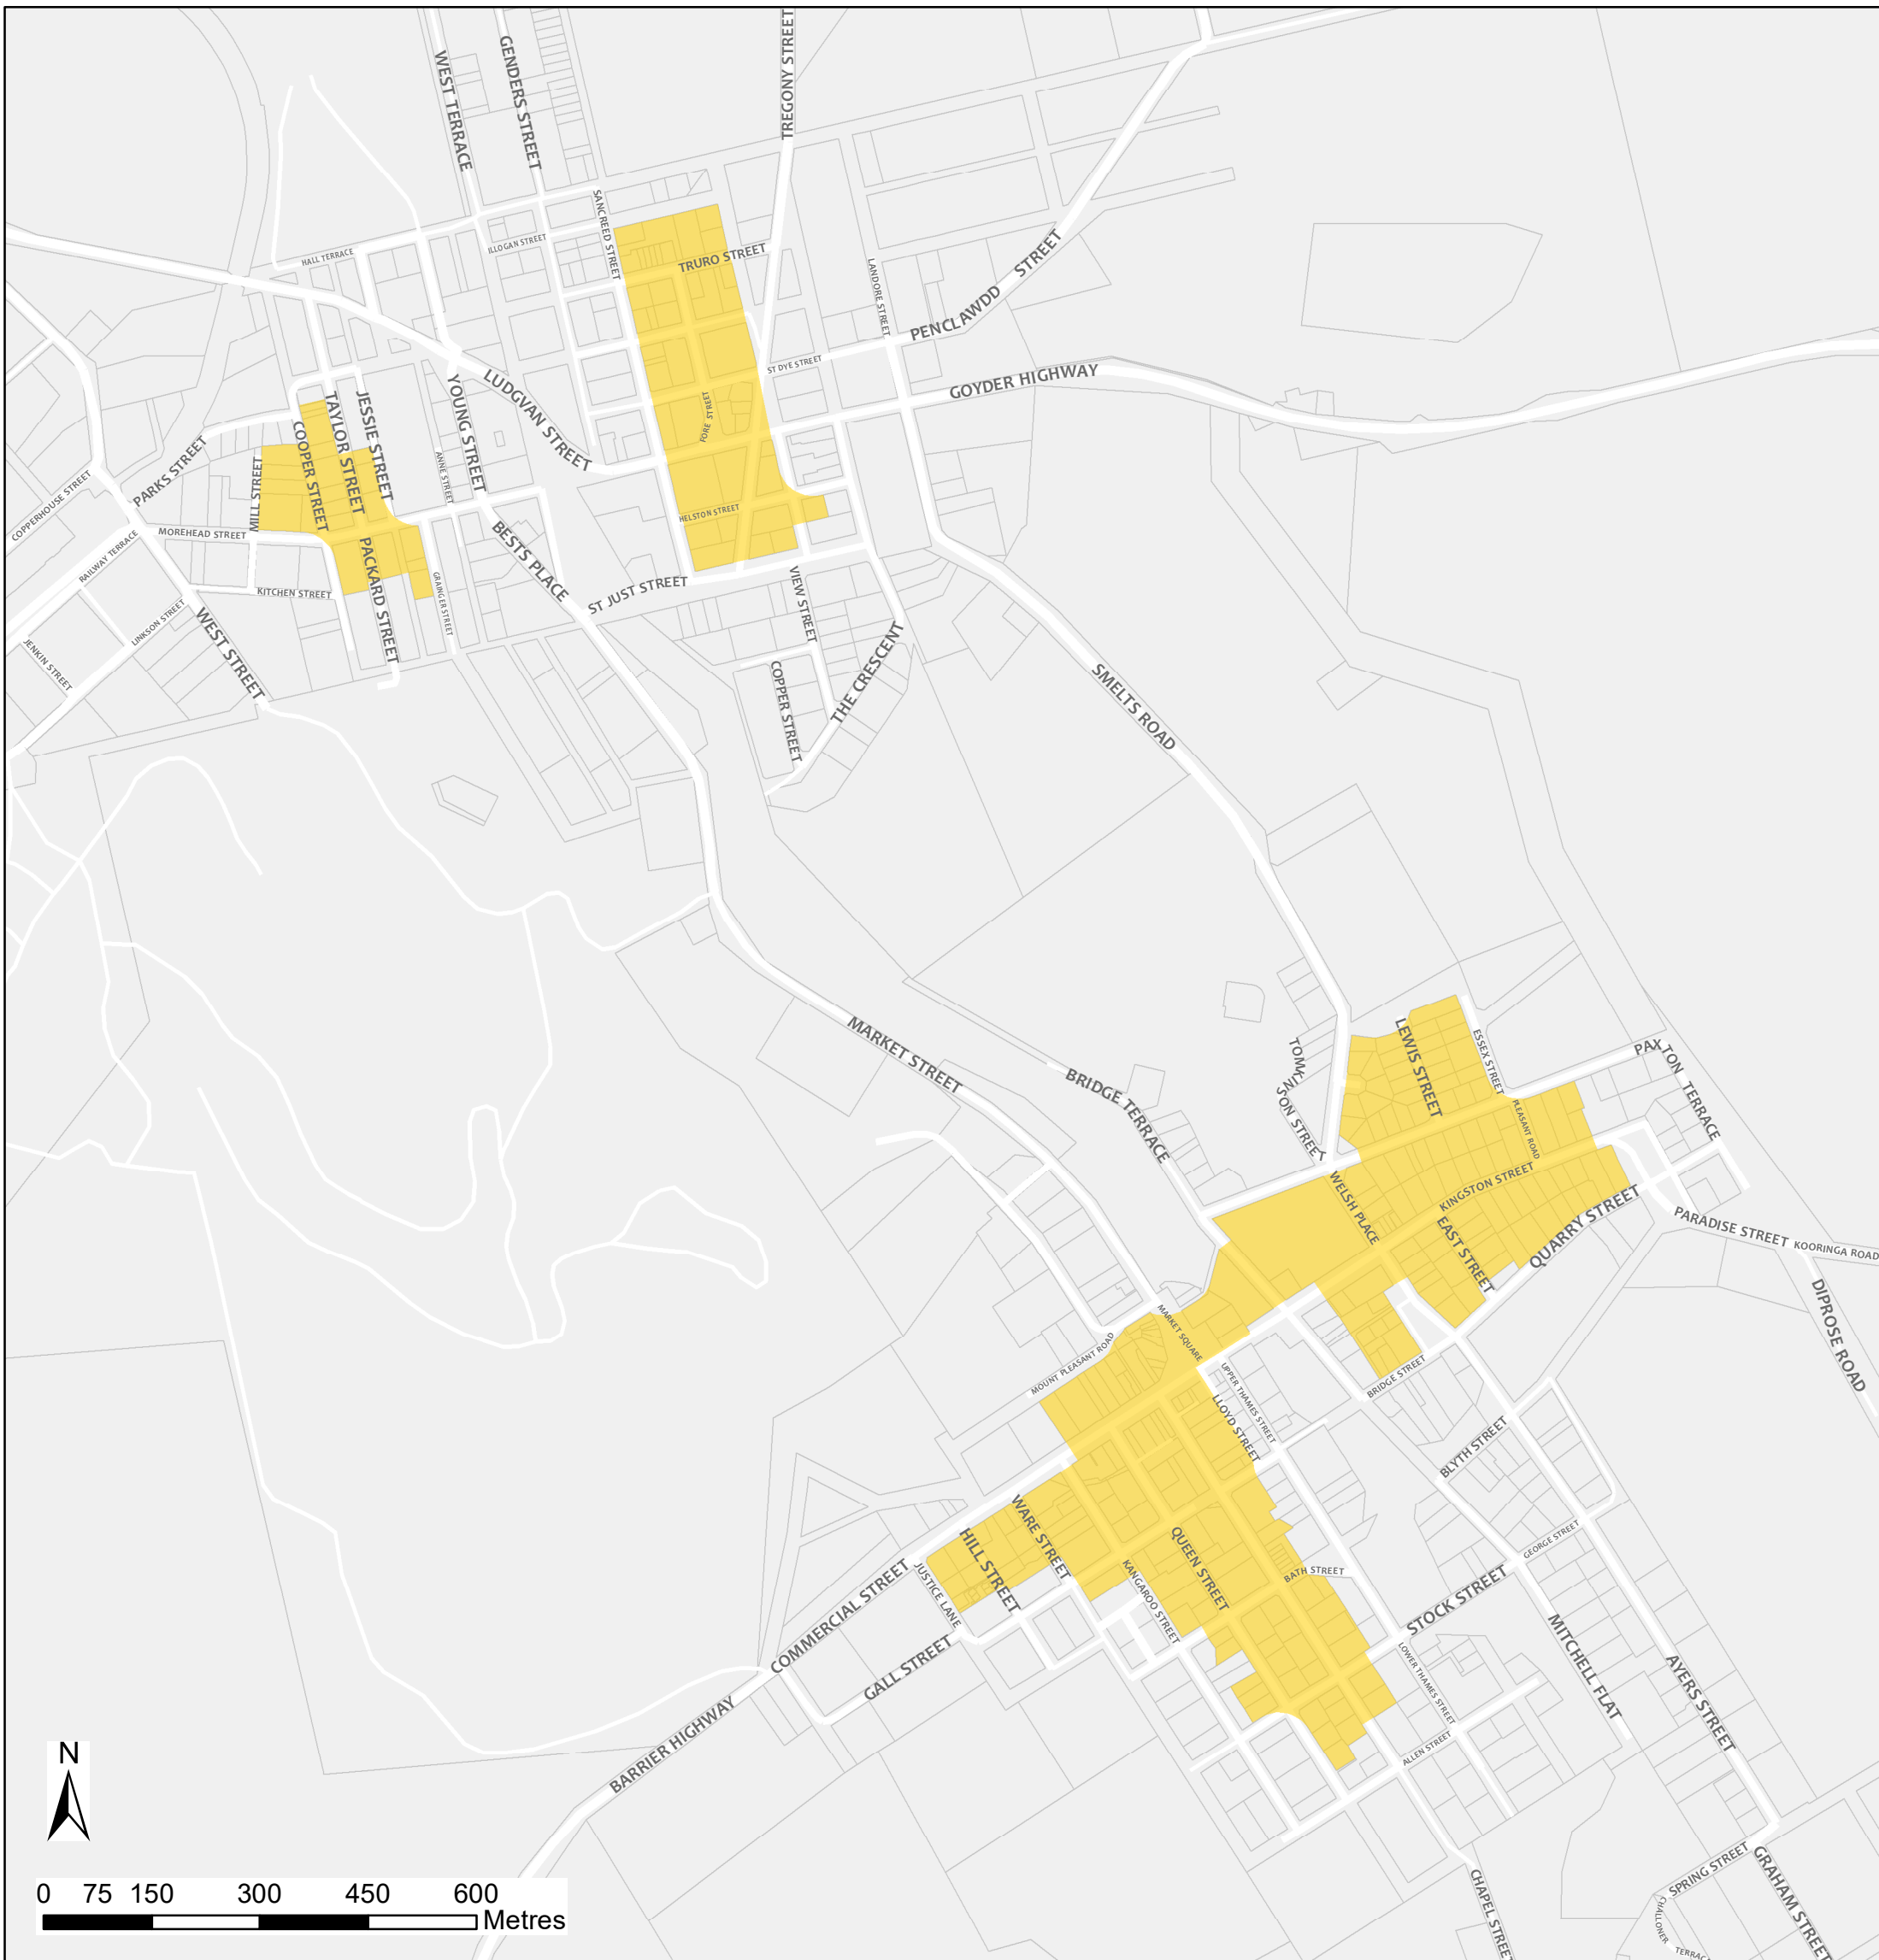 TREGONY STREET
GENDERS STREET
WEST TERRACE
SANCREED STREET
ILLOGAN STREET
HALL TERRACE
TRURO STREET
LANDORE STREET
PENCLAWDD STREET
ST DYE STREET
GOYDER HIGHWAY
LUDGVAN STREET
YOUNG STREET
JESSIE STREET
TAYLOR STREET
COOPER STREET
FORE STREET
PARKS STREET
COPPERHOUSE STREET
MILL STREET
ANNE STREET
MOREHEAD STREET
RAILWAY TERRACE
HELSTON STREET
BESTS PLACE
PACKARD STREET
GRAINGER STREET
KITCHEN STREET
ST JUST STREET
VIEW STREET
LINKSON STREET
WEST STREET
JENKIN STREET
COPPER STREET
THE CRESCENT
SMELTS ROAD
MARKET STREET
BRIDGE TERRACE
TOMKINSON STREET
LEWIS STREET
ESSEX STREET
PAXTON TERRACE
PLEASANT ROAD
KINGSTON STREET
WELSH PLACE
EAST STREET
QUARRY STREET
PARADISE STREET
KOORINGA ROAD
DIPROSE ROAD
MARKET SQUARE
MOUNT PLEASANT ROAD
UPPER THAMES STREET
LLOYD STREET
BRIDGE STREET
BLYTH STREET
WARE STREET
HILL STREET
QUEEN STREET
KANGAROO STREET
BATH STREET
GEORGE STREET
STOCK STREET
JUSTICE LANE
COMMERCIAL STREET
GALL STREET
LOWER THAMES STREET
MITCHELL FLAT
AYERS STREET
ALLEN STREET
BARRIER HIGHWAY
SPRING STREET
GRAHAM STREET
CHAPEL STREET
CHALLONER TERRACE
N
0 75 150 300 450 600
Metres